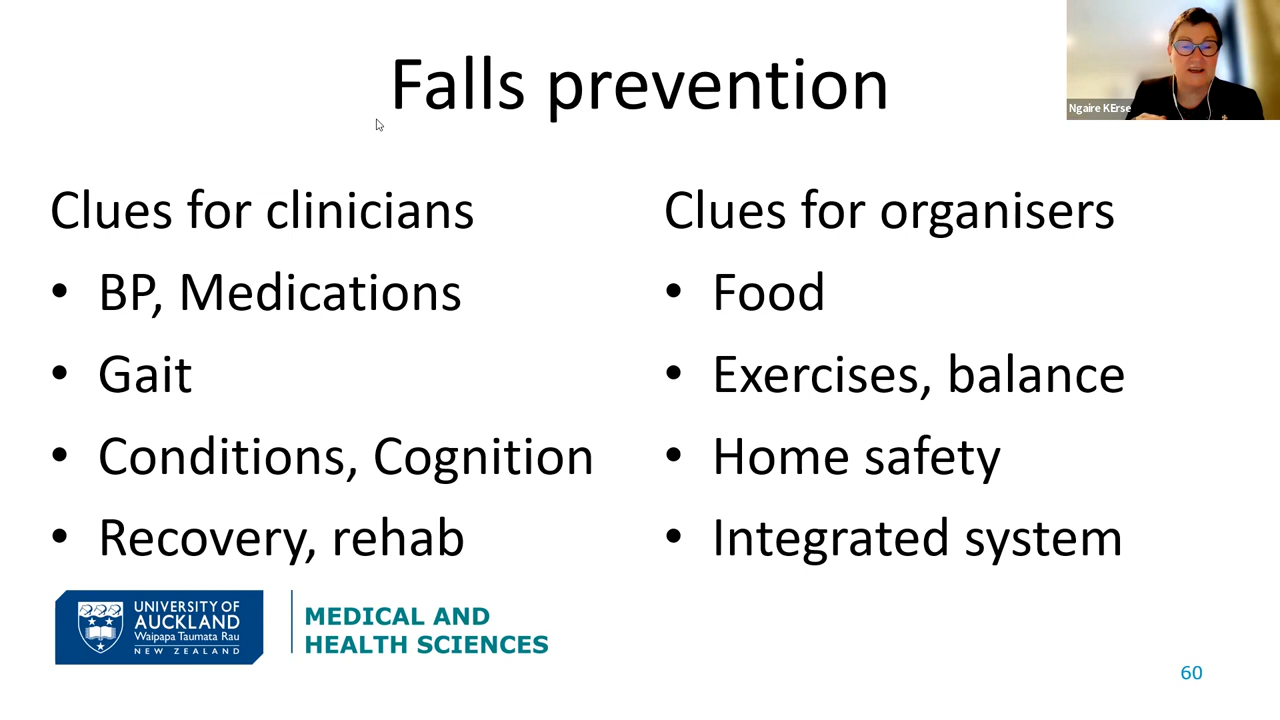 Falls prevention
Ngaire KErse
Clues for clinicians
• BP, Medications
• Gait
• Conditions, Cognition
• Recovery, rehab
Clues for organisers
• Food
• Exercises, balance
• Home safety
• Integrated system
UNIVERSITY OF
AUCKLAND
Waipapa Taumata Rau
NEW ZEALAND
MEDICAL AND
HEALTH SCIENCES
60